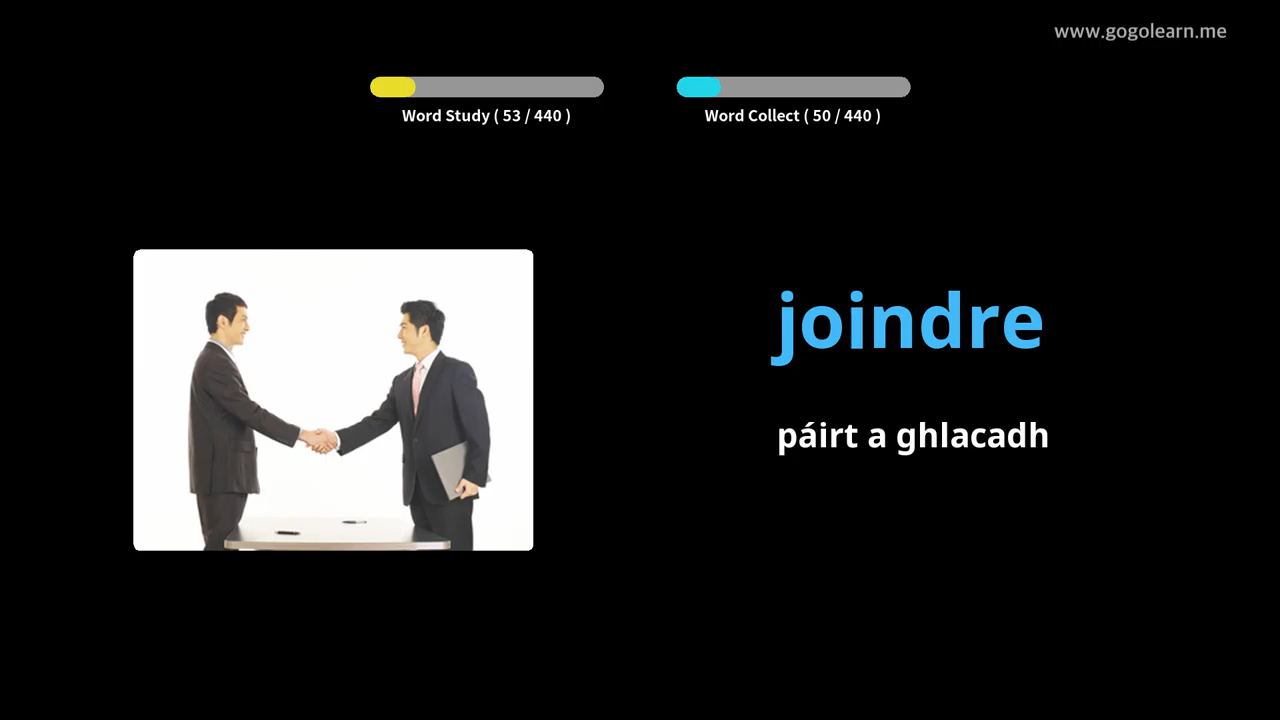 www.gogolearn.me
Word Study ( 53 / 440 )
Word Collect ( 50 / 440 )
joindre
páirt a ghlacadh